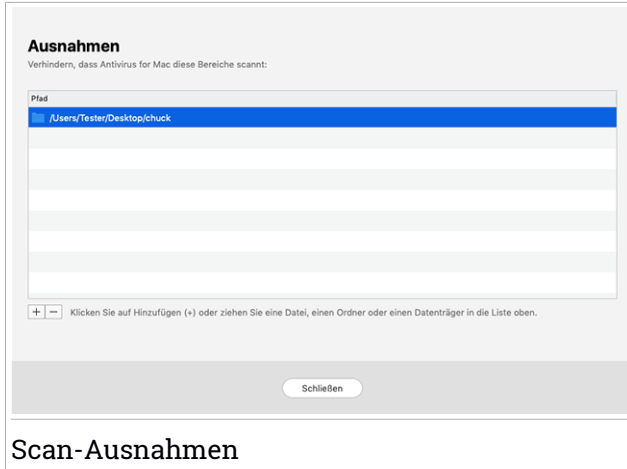 Ausnahmen
Verhindern, dass Antivirus for Mac diese Bereiche scannt:
Pfad
/Users/Tester/Desktop/chuck
+ − Klicken Sie auf Hinzufügen (+) oder ziehen Sie eine Datei, einen Ordner oder einen Datenträger in die Liste oben.
Schließen
Scan-Ausnahmen